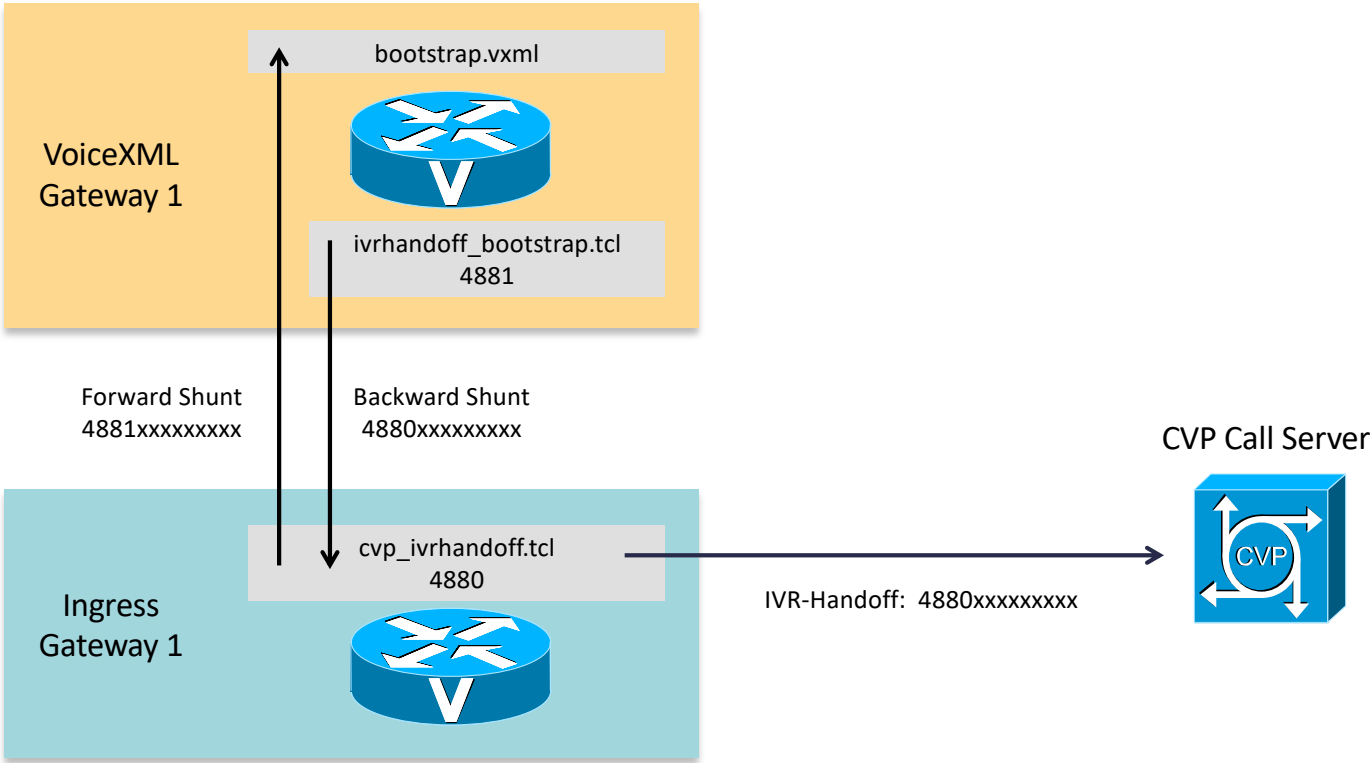 bootstrap.vxml
VoiceXML
Gateway 1
V
ivrhandoff_bootstrap.tcl
4881
Forward Shunt
4881xxxxxxxxx
Backward Shunt
4880xxxxxxxxx
CVP Call Server
CVP
cvp_ivrhandoff.tcl
4880
IVR-Handoff:  4880xxxxxxxxx
Ingress
Gateway 1
V